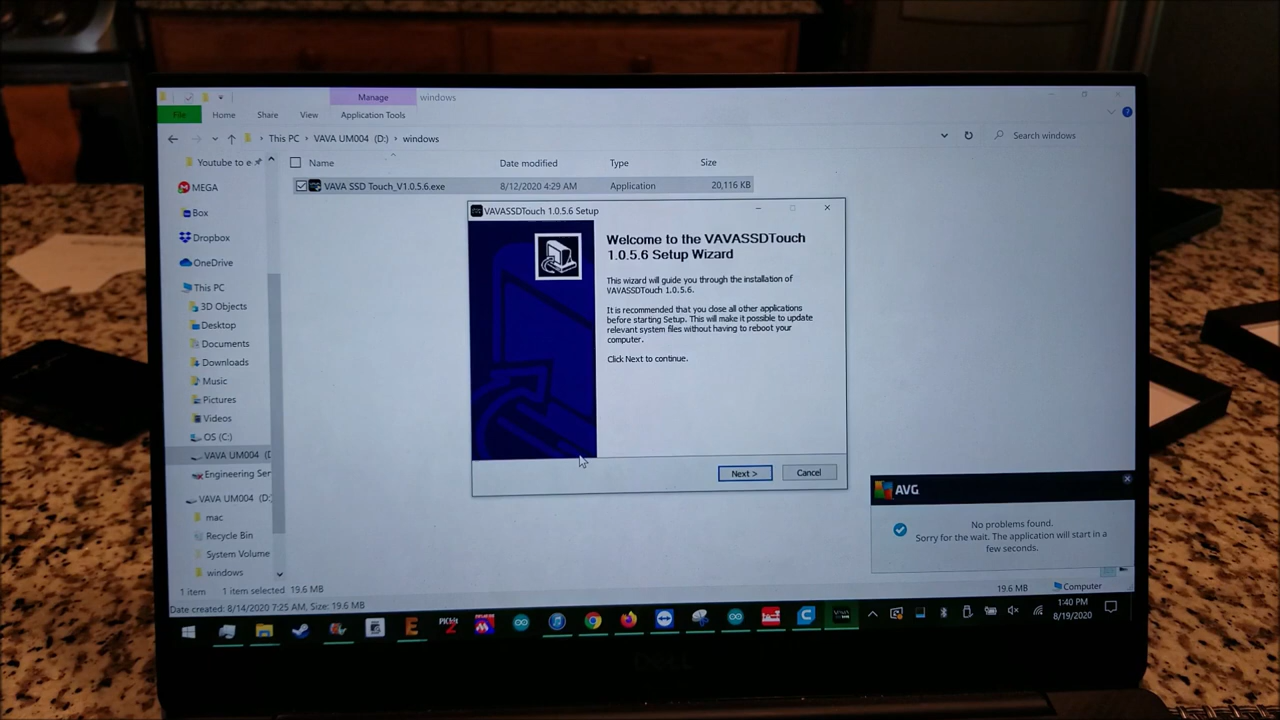 Manage
windows
File
Home
Share
View
Application Tools
This PC
VAVA UM004 (D:)
windows
Search windows
Name
Date modified
Type
Size
VAVA SSD Touch_V1.0.5.6.exe
8/12/2020 4:29 AM
Application
20,116 KB
Youtube to e
MEGA
Box
Dropbox
OneDrive
This PC
3D Objects
Desktop
Documents
Downloads
Music
Pictures
Videos
OS (C:)
VAVA UM004 (D
Engineering Ser
VAVA UM004 (D:
mac
Recycle Bin
System Volume
windows
VAVASSDTouch 1.0.5.6 Setup
Welcome to the VAVASSDTouch
1.0.5.6 Setup Wizard
This wizard will guide you through the installation of
VAVASSDTouch 1.0.5.6.
It is recommended that you close all other applications
before starting Setup. This will make it possible to update
relevant system files without having to reboot your
computer.
Click Next to continue.
Next >
Cancel
AVG
No problems found.
Sorry for the wait. The application will start in a
few seconds.
1 item
1 item selected 19.6 MB
19.6 MB
Computer
Date created: 8/14/2020 7:25 AM, Size: 19.6 MB
1:40 PM
8/19/2020
DELL